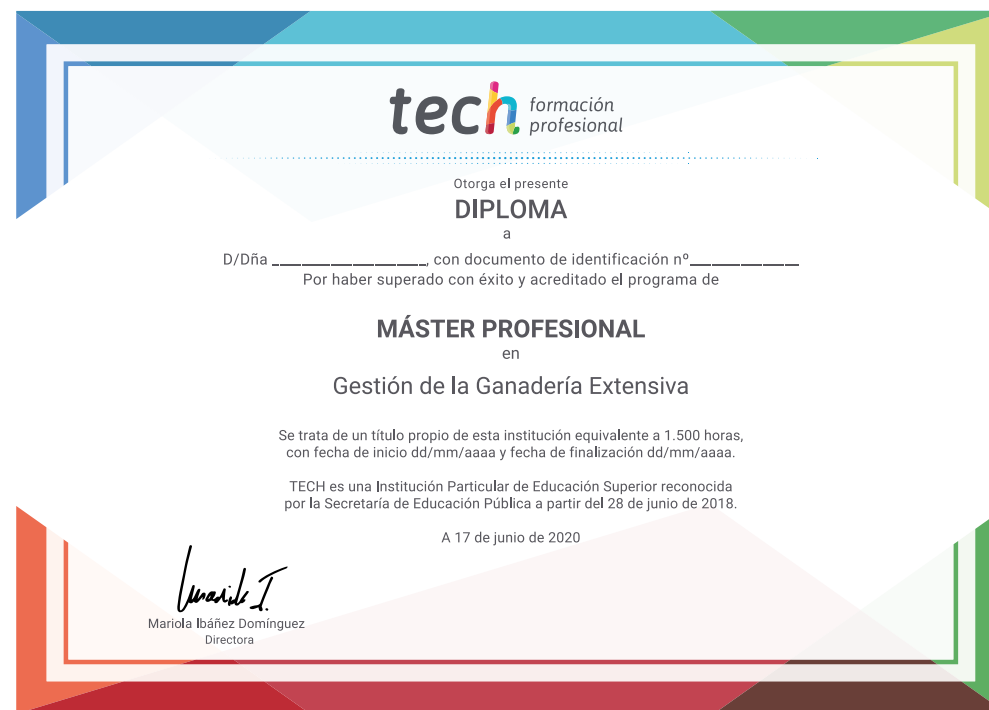 tech formación
profesional
Otorga el presente
DIPLOMA
a
D/Dña ______________________, con documento de identificación nº_______________
Por haber superado con éxito y acreditado el programa de
MÁSTER PROFESIONAL
en
Gestión de la Ganadería Extensiva
Se trata de un título propio de esta institución equivalente a 1.500 horas,
con fecha de inicio dd/mm/aaaa y fecha de finalización dd/mm/aaaa.
TECH es una Institución Particular de Educación Superior reconocida
por la Secretaría de Educación Pública a partir del 28 de junio de 2018.
A 17 de junio de 2020
Mariola Ibáñez Domínguez
Directora